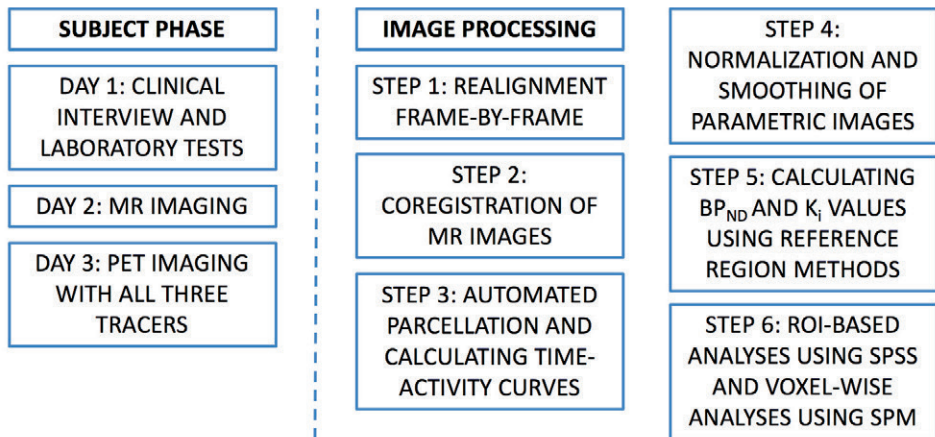 SUBJECT PHASE
DAY 1: CLINICAL
INTERVIEW AND
LABORATORY TESTS
DAY 2: MR IMAGING
DAY 3: PET IMAGING
WITH ALL THREE
TRACERS
IMAGE PROCESSING
STEP 1: REALIGNMENT
FRAME-BY-FRAME
STEP 2:
COREGISTRATION OF
MR IMAGES
STEP 3: AUTOMATED
PARCELLATION AND
CALCULATING TIME-
ACTIVITY CURVES
STEP 4:
NORMALIZATION AND
SMOOTHING OF
PARAMETRIC IMAGES
STEP 5: CALCULATING
BP_ND AND K_i VALUES
USING REFERENCE
REGION METHODS
STEP 6: ROI-BASED
ANALYSES USING SPSS
AND VOXEL-WISE
ANALYSES USING SPM